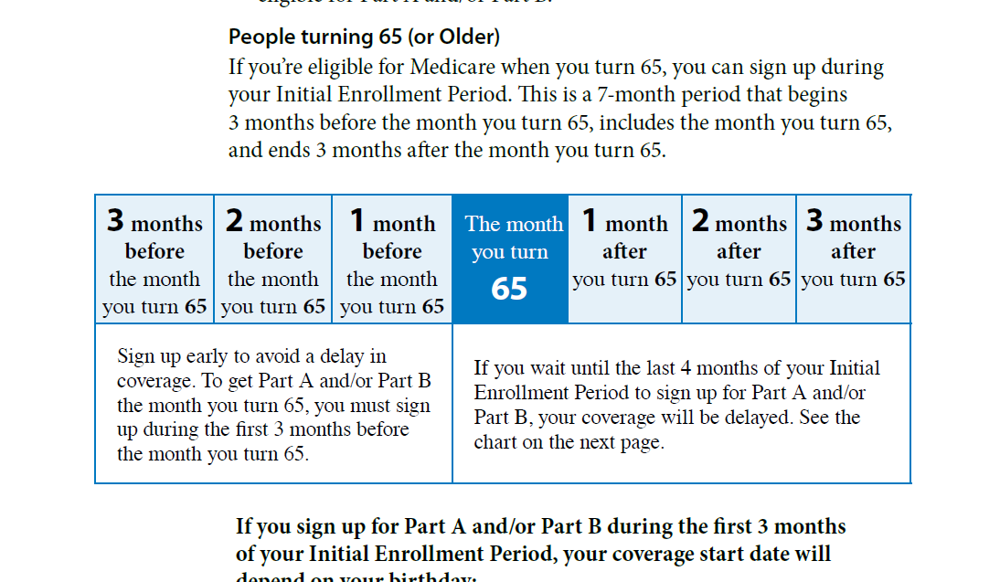 People turning 65 (or Older)
If you’re eligible for Medicare when you turn 65, you can sign up during
your Initial Enrollment Period. This is a 7-month period that begins
3 months before the month you turn 65, includes the month you turn 65,
and ends 3 months after the month you turn 65.
3 months
before
the month
you turn 65
2 months
before
the month
you turn 65
1 month
before
the month
you turn 65
The month
you turn
65
1 month
after
you turn 65
2 months
after
you turn 65
3 months
after
you turn 65
Sign up early to avoid a delay in
coverage. To get Part A and/or Part B
the month you turn 65, you must sign
up during the first 3 months before
the month you turn 65.
If you wait until the last 4 months of your Initial
Enrollment Period to sign up for Part A and/or
Part B, your coverage will be delayed. See the
chart on the next page.
If you sign up for Part A and/or Part B during the first 3 months
of your Initial Enrollment Period, your coverage start date will
depend on your birthday: